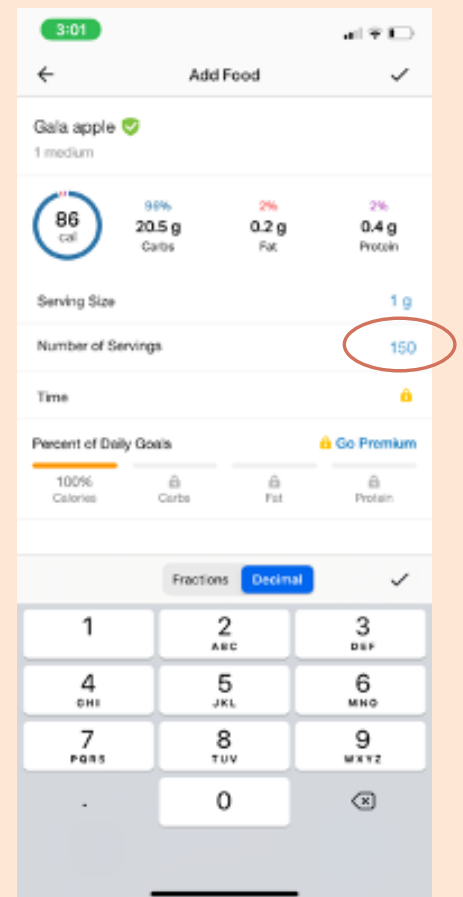 3:01
Add Food
Gala apple
1 medium
86
cal
98%
20.5 g
Carbs
2%
0.2 g
Fat
2%
0.4 g
Protein
Serving Size 1 g
Number of Servings 150
Time
Percent of Daily Goals Go Premium
100%
Calories
Carbs
Fat
Protein
Fractions Decimal
1
2
ABC
3
DEF
4
GHI
5
JKL
6
MNO
7
PQRS
8
TUV
9
WXYZ
.
0